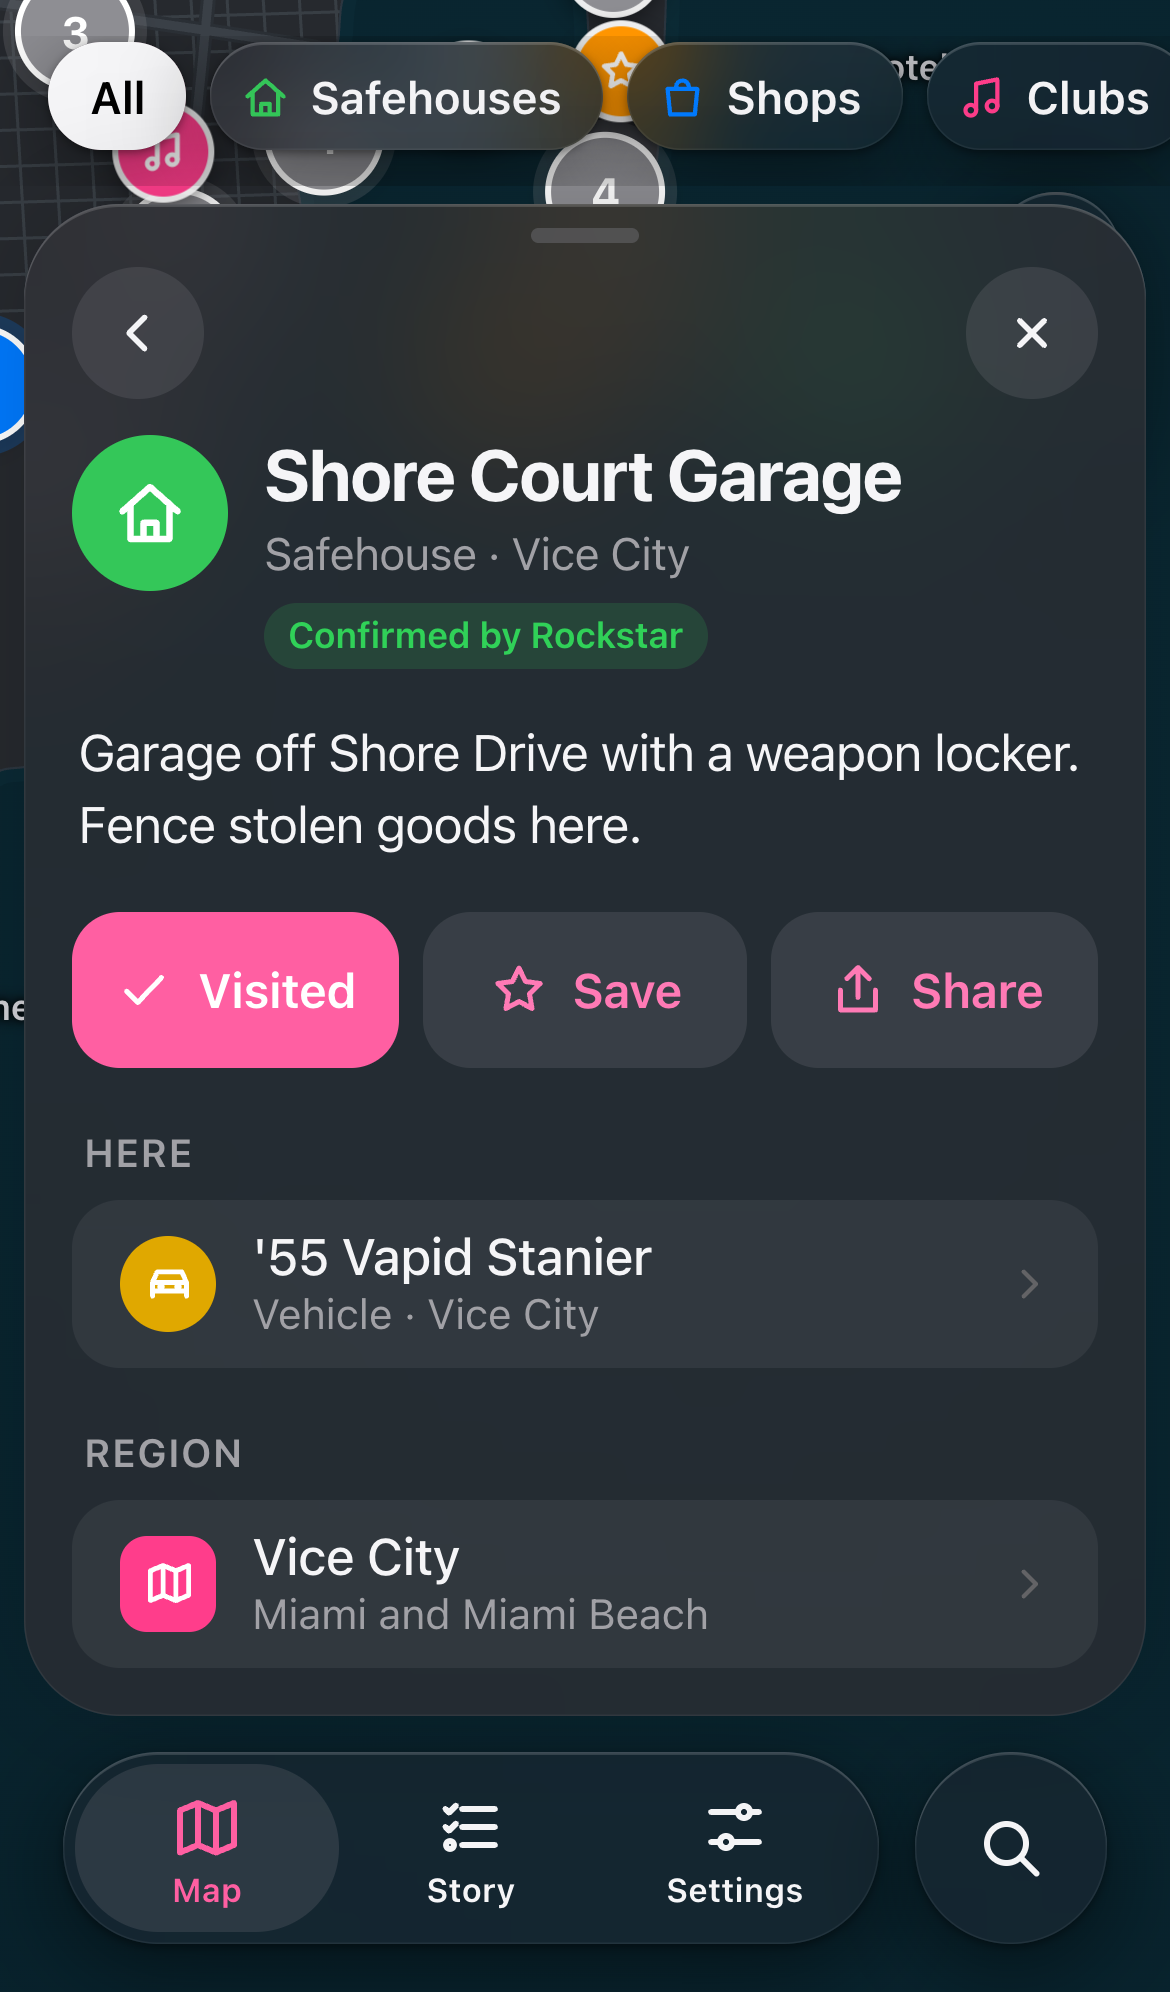 3
All
Safehouses
Shops
Clubs
4
Shore Court Garage
Safehouse · Vice City
Confirmed by Rockstar
Garage off Shore Drive with a weapon locker.
Fence stolen goods here.
Visited
Save
Share
HERE
'55 Vapid Stanier
Vehicle · Vice City
REGION
Vice City
Miami and Miami Beach
Map
Story
Settings